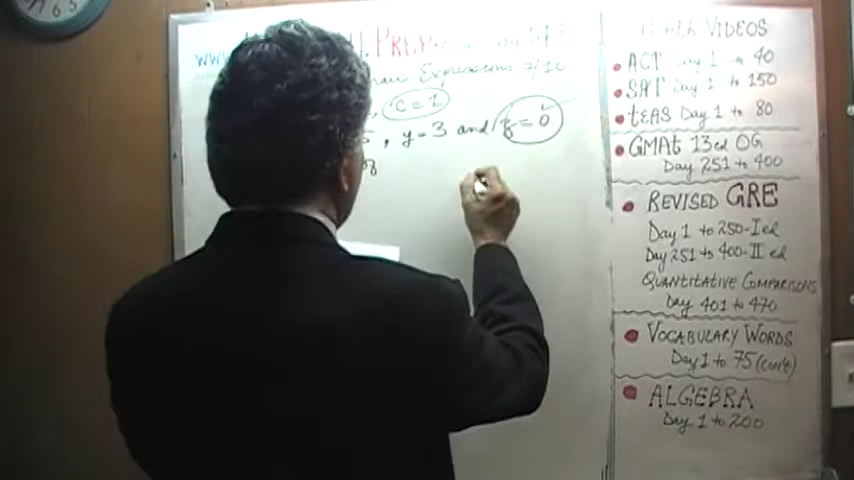 WWW
PREP
Expressions 7/10
, c = 1
, y = 3 and z = 0
Math VIDEOS
ACT Day 1 to 40
SAT Day 1 to 150
TEAS Day 1 to 80
GMAT 13ed OG
Day 251 to 400
REVISED GRE
Day 1 to 250-I ed
Day 251 to 400-II ed
QUANTITATIVE COMPARISONS
Day 401 to 470
VOCABULARY WORDS
Day 1 to 75 (con't)
ALGEBRA
Day 1 to 200